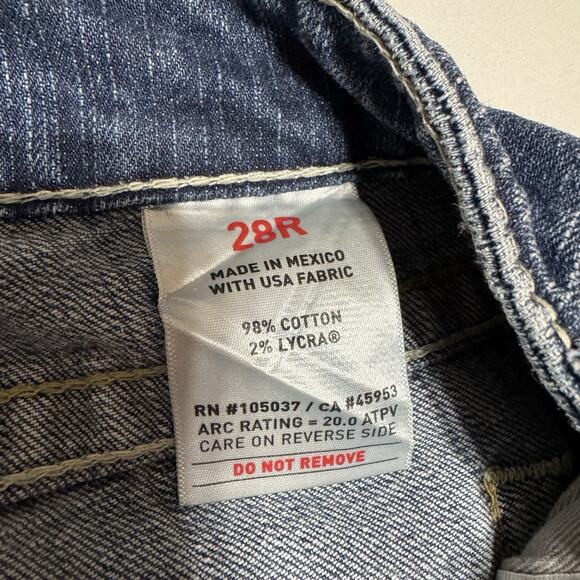 28R
MADE IN MEXICO
WITH USA FABRIC
98% COTTON
2% LYCRA®
RN #105037 / CA #45953
ARC RATING = 20.0 ATPV
CARE ON REVERSE SIDE
DO NOT REMOVE